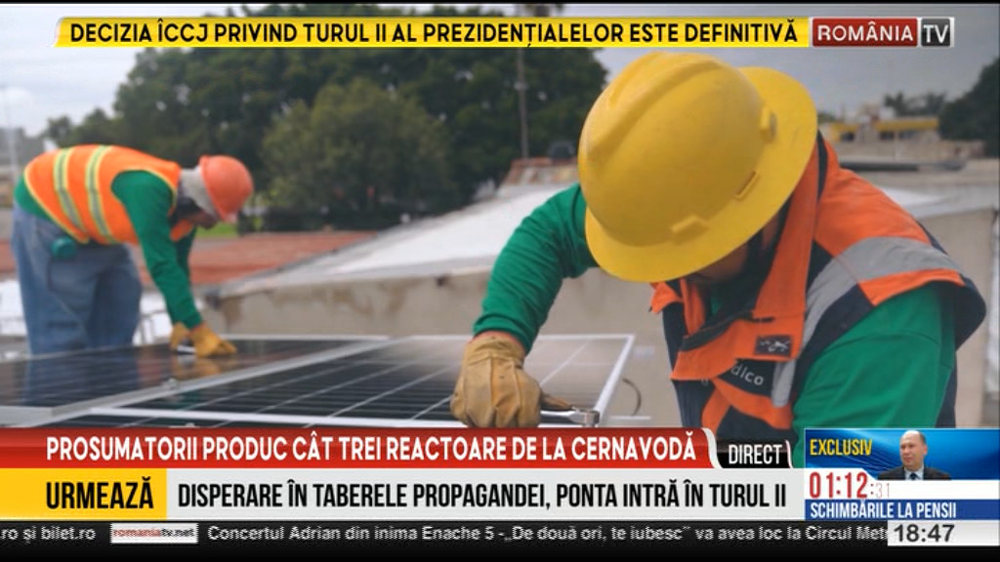 DECIZIA ÎCCJ PRIVIND TURUL II AL PREZIDENȚIALELOR ESTE DEFINITIVĂ
ROMÂNIA TV
dico
PROSUMATORII PRODUC CÂT TREI REACTOARE DE LA CERNAVODĂ
DIRECT
EXCLUSIV
01:12:31
SCHIMBĂRILE LA PENSII
URMEAZĂ
DISPERARE ÎN TABERELE PROPAGANDEI, PONTA INTRĂ ÎN TURUL II
.ro și bilet.ro romaniatv.net Concertul Adrian din inima Enache 5 -„De două ori, te iubesc” va avea loc la Circul Met
18:47